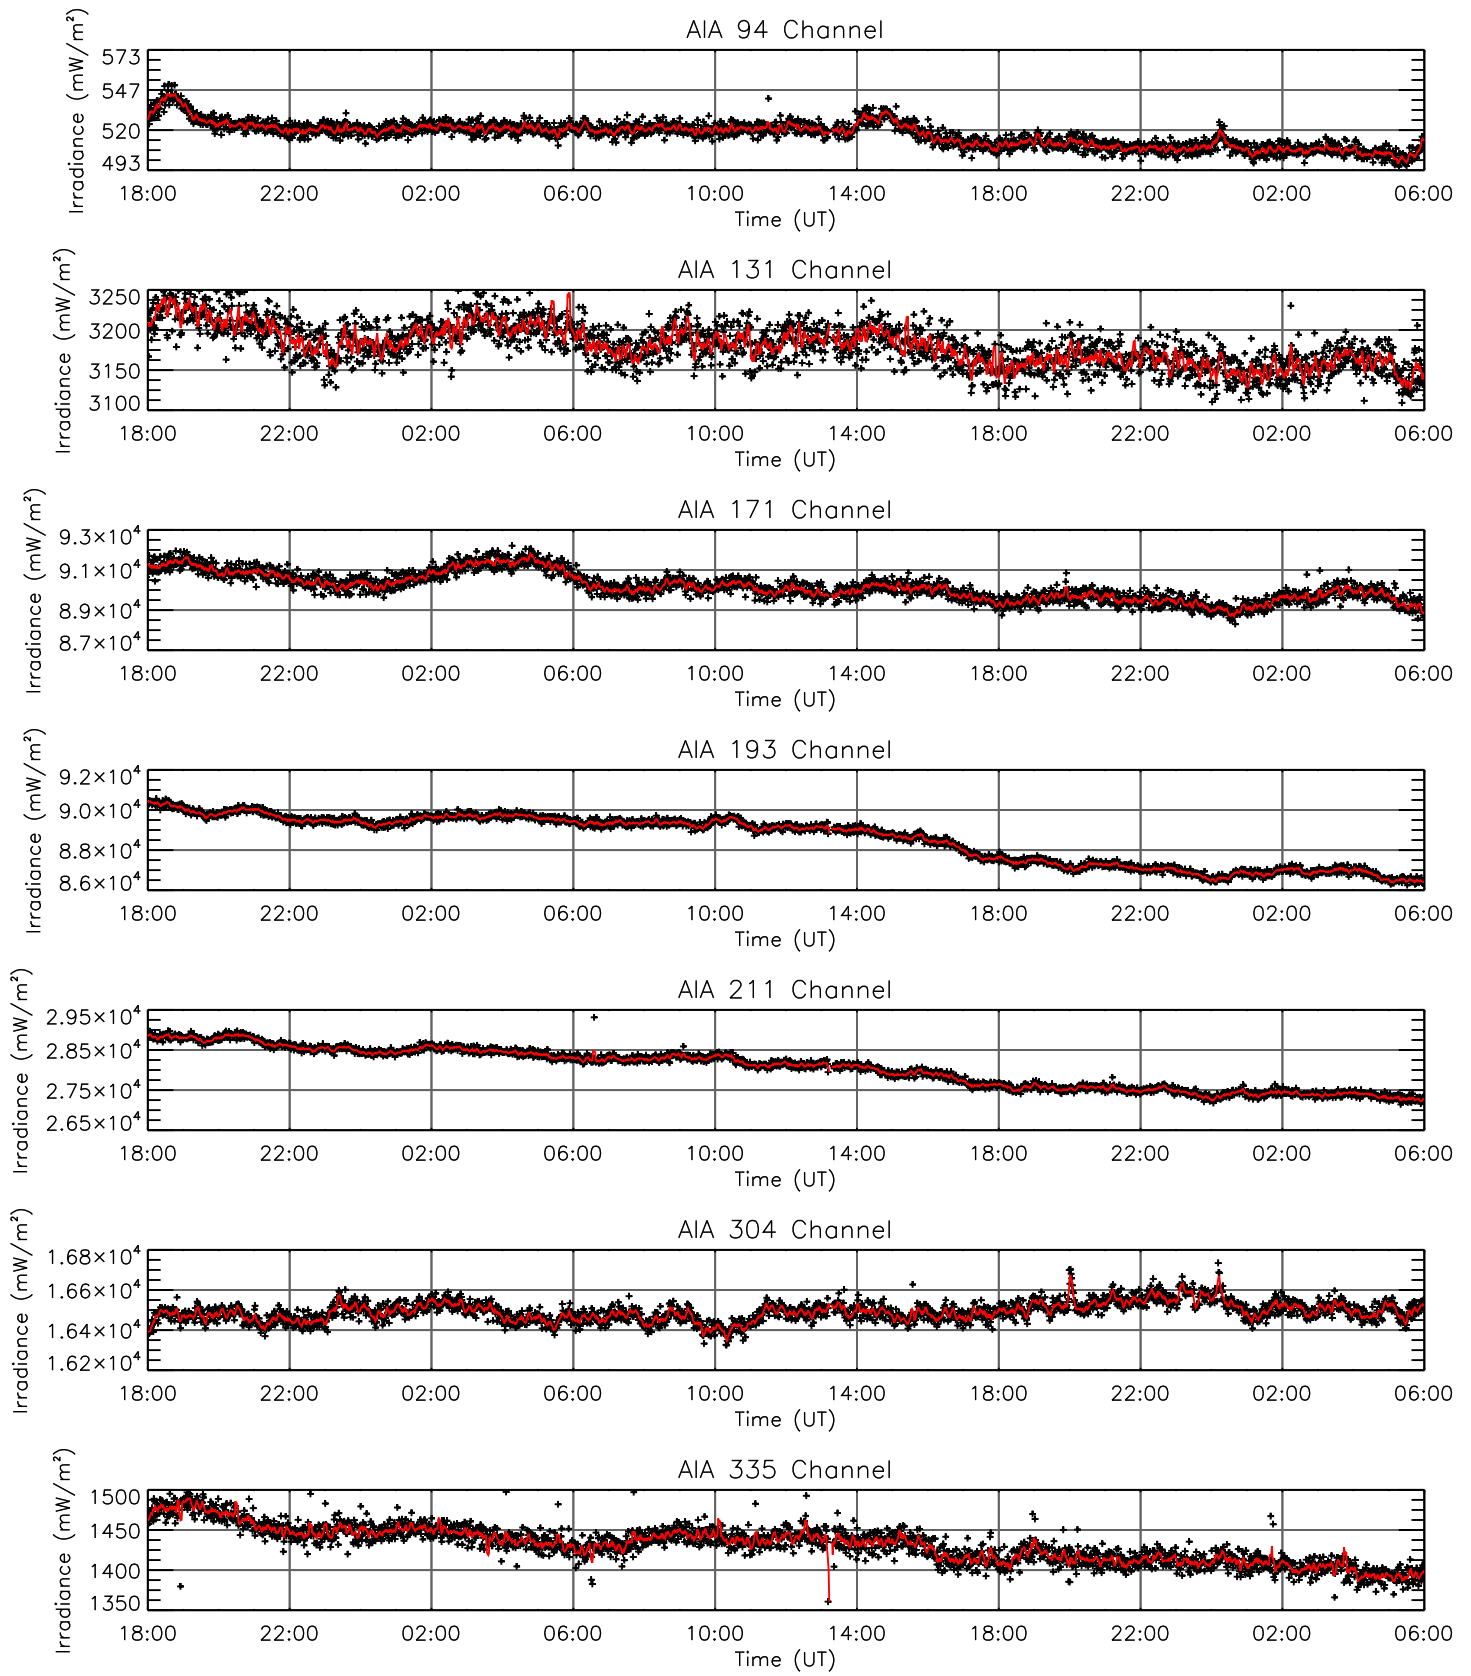 AIA 94 Channel
Irradiance (mW/m²)
573
547
520
493
18:00 22:00 02:00 06:00 10:00 14:00 18:00 22:00 02:00 06:00
Time (UT)
AIA 131 Channel
Irradiance (mW/m²)
3250
3200
3150
3100
18:00 22:00 02:00 06:00 10:00 14:00 18:00 22:00 02:00 06:00
Time (UT)
AIA 171 Channel
Irradiance (mW/m²)
9.3×10⁴
9.1×10⁴
8.9×10⁴
8.7×10⁴
18:00 22:00 02:00 06:00 10:00 14:00 18:00 22:00 02:00 06:00
Time (UT)
AIA 193 Channel
Irradiance (mW/m²)
9.2×10⁴
9.0×10⁴
8.8×10⁴
8.6×10⁴
18:00 22:00 02:00 06:00 10:00 14:00 18:00 22:00 02:00 06:00
Time (UT)
AIA 211 Channel
Irradiance (mW/m²)
2.95×10⁴
2.85×10⁴
2.75×10⁴
2.65×10⁴
18:00 22:00 02:00 06:00 10:00 14:00 18:00 22:00 02:00 06:00
Time (UT)
AIA 304 Channel
Irradiance (mW/m²)
1.68×10⁴
1.66×10⁴
1.64×10⁴
1.62×10⁴
18:00 22:00 02:00 06:00 10:00 14:00 18:00 22:00 02:00 06:00
Time (UT)
AIA 335 Channel
Irradiance (mW/m²)
1500
1450
1400
1350
18:00 22:00 02:00 06:00 10:00 14:00 18:00 22:00 02:00 06:00
Time (UT)